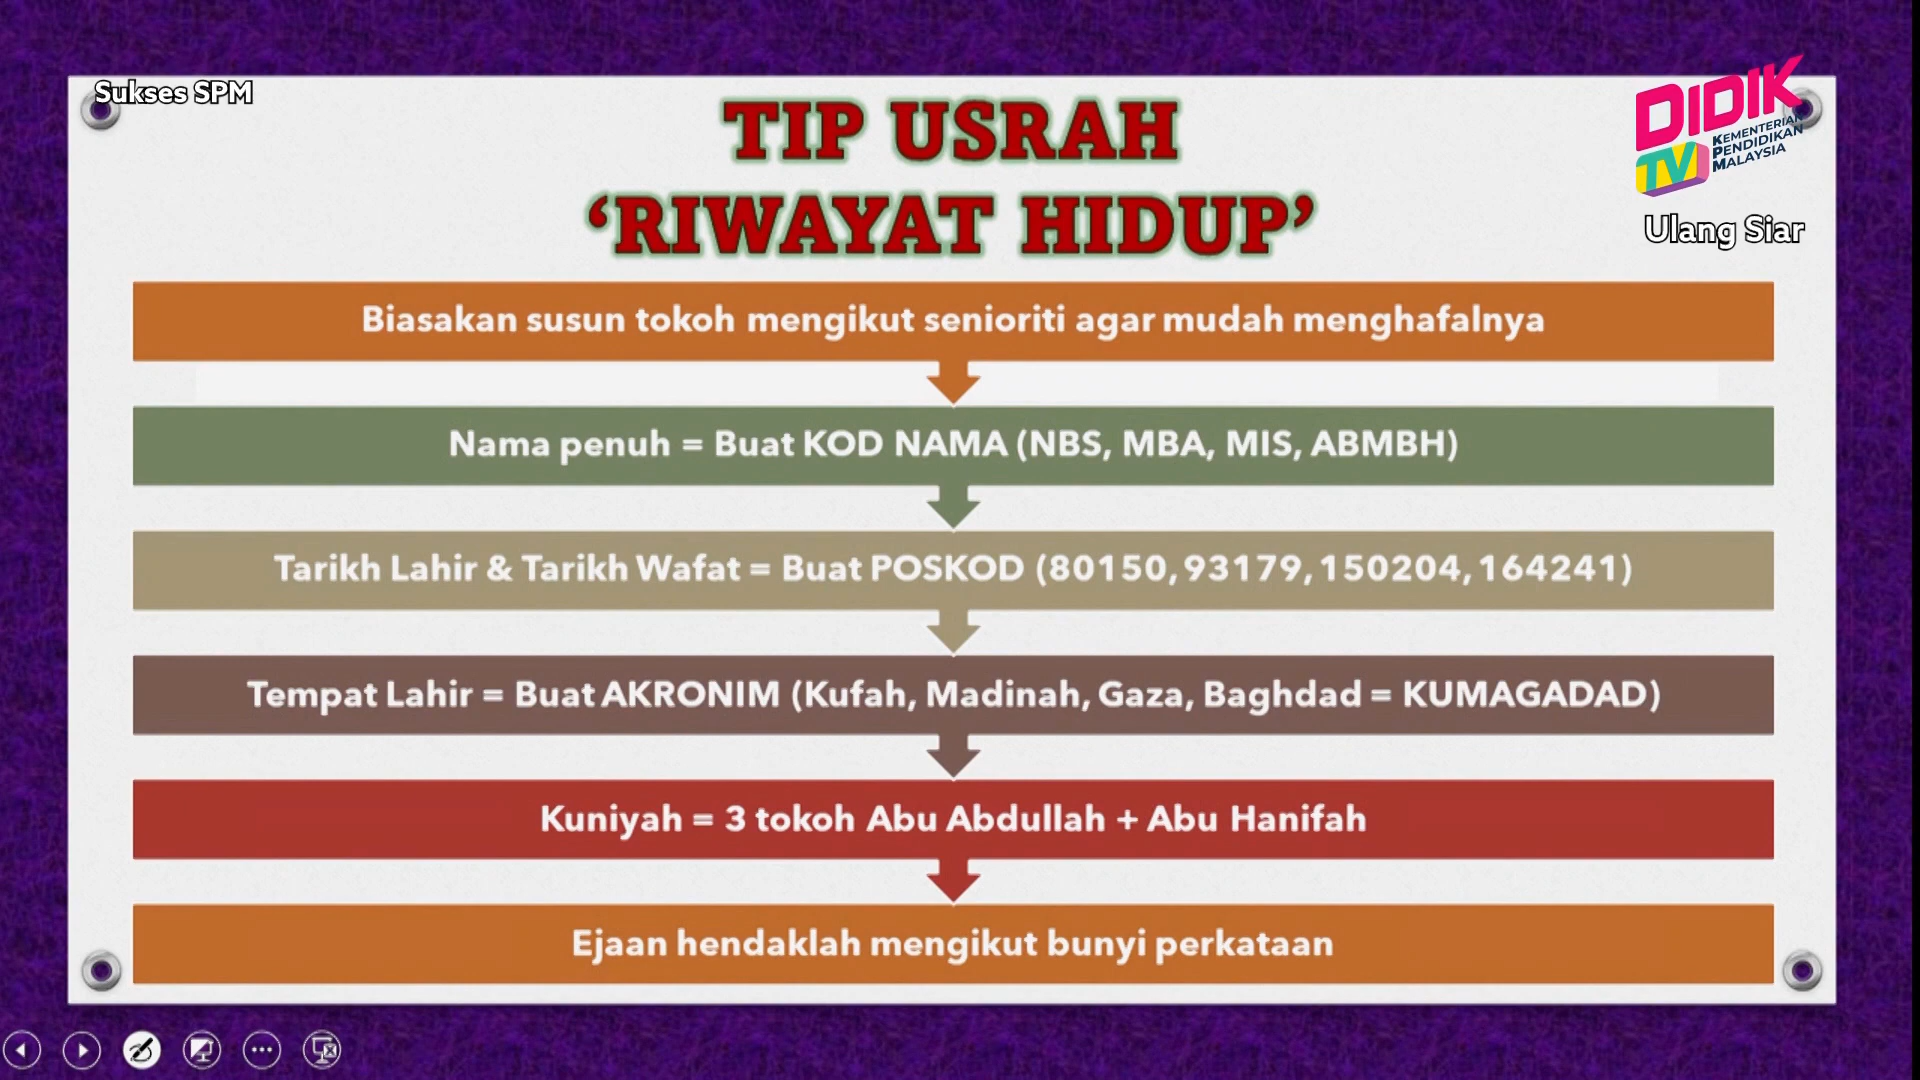 Sukses SPM
TIP USRAH
‘RIWAYAT HIDUP’
DIDIK
TV
KEMENTERIAN
PENDIDIKAN
MALAYSIA
Ulang Siar
Biasakan susun tokoh mengikut senioriti agar mudah menghafalnya
Nama penuh = Buat KOD NAMA (NBS, MBA, MIS, ABMBH)
Tarikh Lahir & Tarikh Wafat = Buat POSKOD (80150, 93179, 150204, 164241)
Tempat Lahir = Buat AKRONIM (Kufah, Madinah, Gaza, Baghdad = KUMAGADAD)
Kuniyah = 3 tokoh Abu Abdullah + Abu Hanifah
Ejaan hendaklah mengikut bunyi perkataan